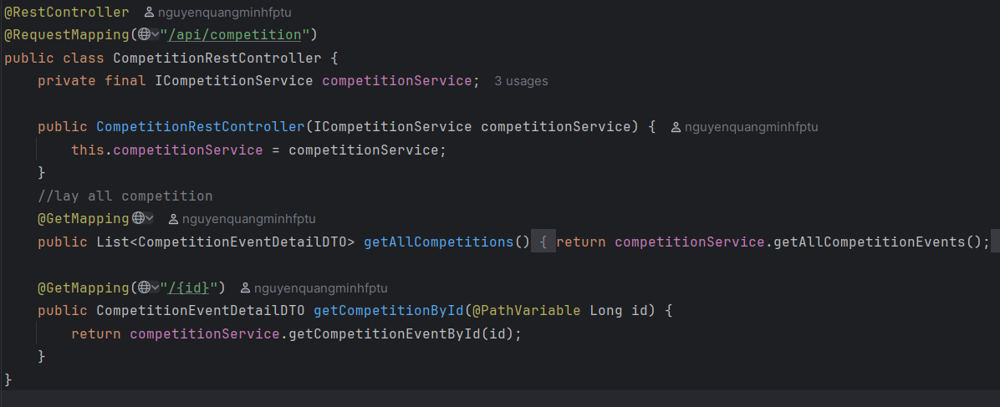 @RestController nguyenquangminhfptu
@RequestMapping("/api/competition")
public class CompetitionRestController {
    private final ICompetitionService competitionService; 3 usages
    public CompetitionRestController(ICompetitionService competitionService) { nguyenquangminhfptu
        this.competitionService = competitionService;
    }
    //lay all competition
    @GetMapping nguyenquangminhfptu
    public List<CompetitionEventDetailDTO> getAllCompetitions() { return competitionService.getAllCompetitionEvents();
    @GetMapping("/{id}") nguyenquangminhfptu
    public CompetitionEventDetailDTO getCompetitionById(@PathVariable Long id) {
        return competitionService.getCompetitionEventById(id);
    }
}